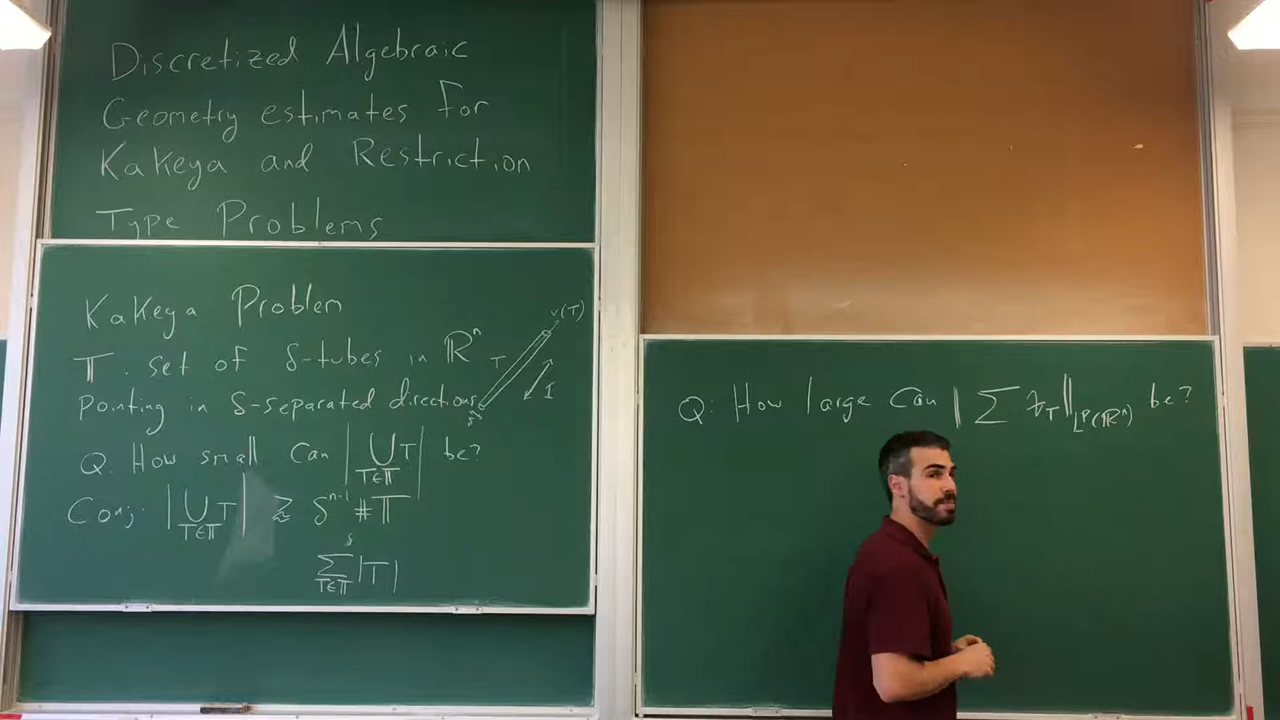 Discretized Algebraic
Geometry estimates for
Kakeya and Restriction
Type Problems
Kakeya Problem
𝕋 . set of δ-tubes in ℝⁿ
pointing in δ-separated directions.
T
v(T)
1
δ
Q: How small can |⋃_{T∈𝕋} T| be?
Conj: |⋃_{T∈𝕋} T| ⪆ δ^{n-1} #𝕋
∑_{T∈𝕋} |T|
Q: How large can ‖∑ χ_T‖_{L^p(ℝⁿ)} be?